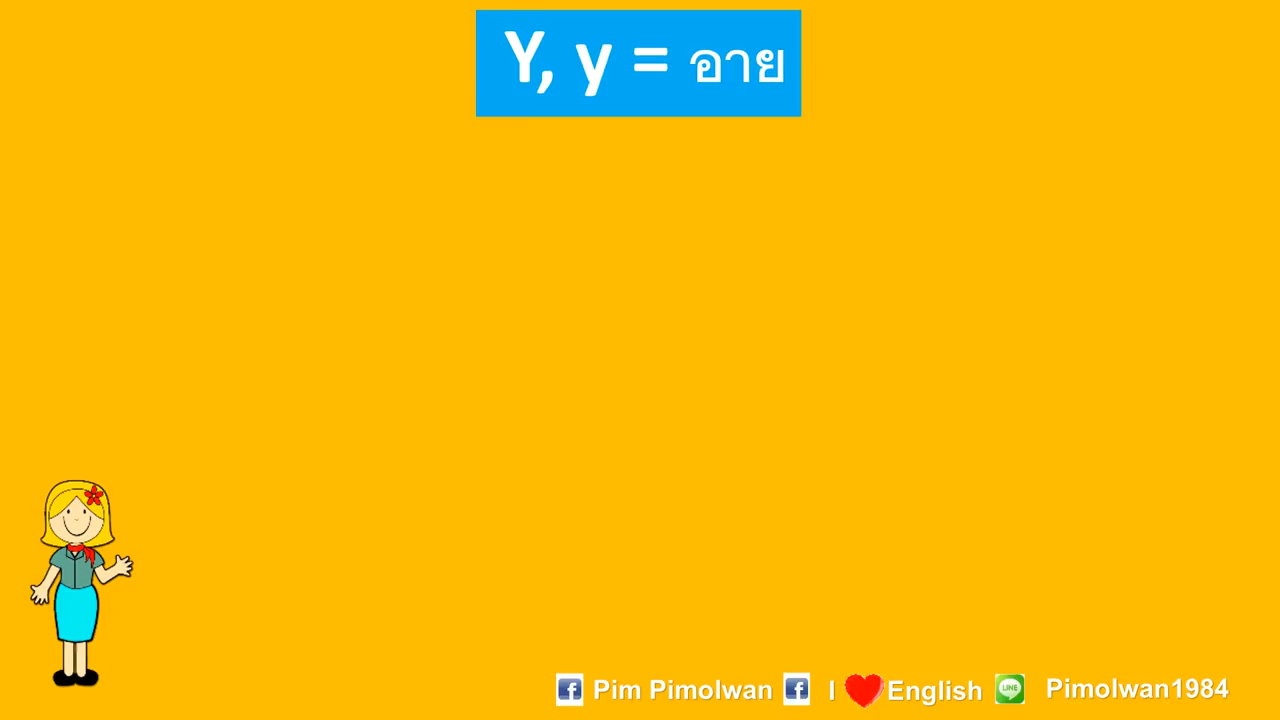 Y, y = อาย
Pim Pimolwan I English Pimolwan1984